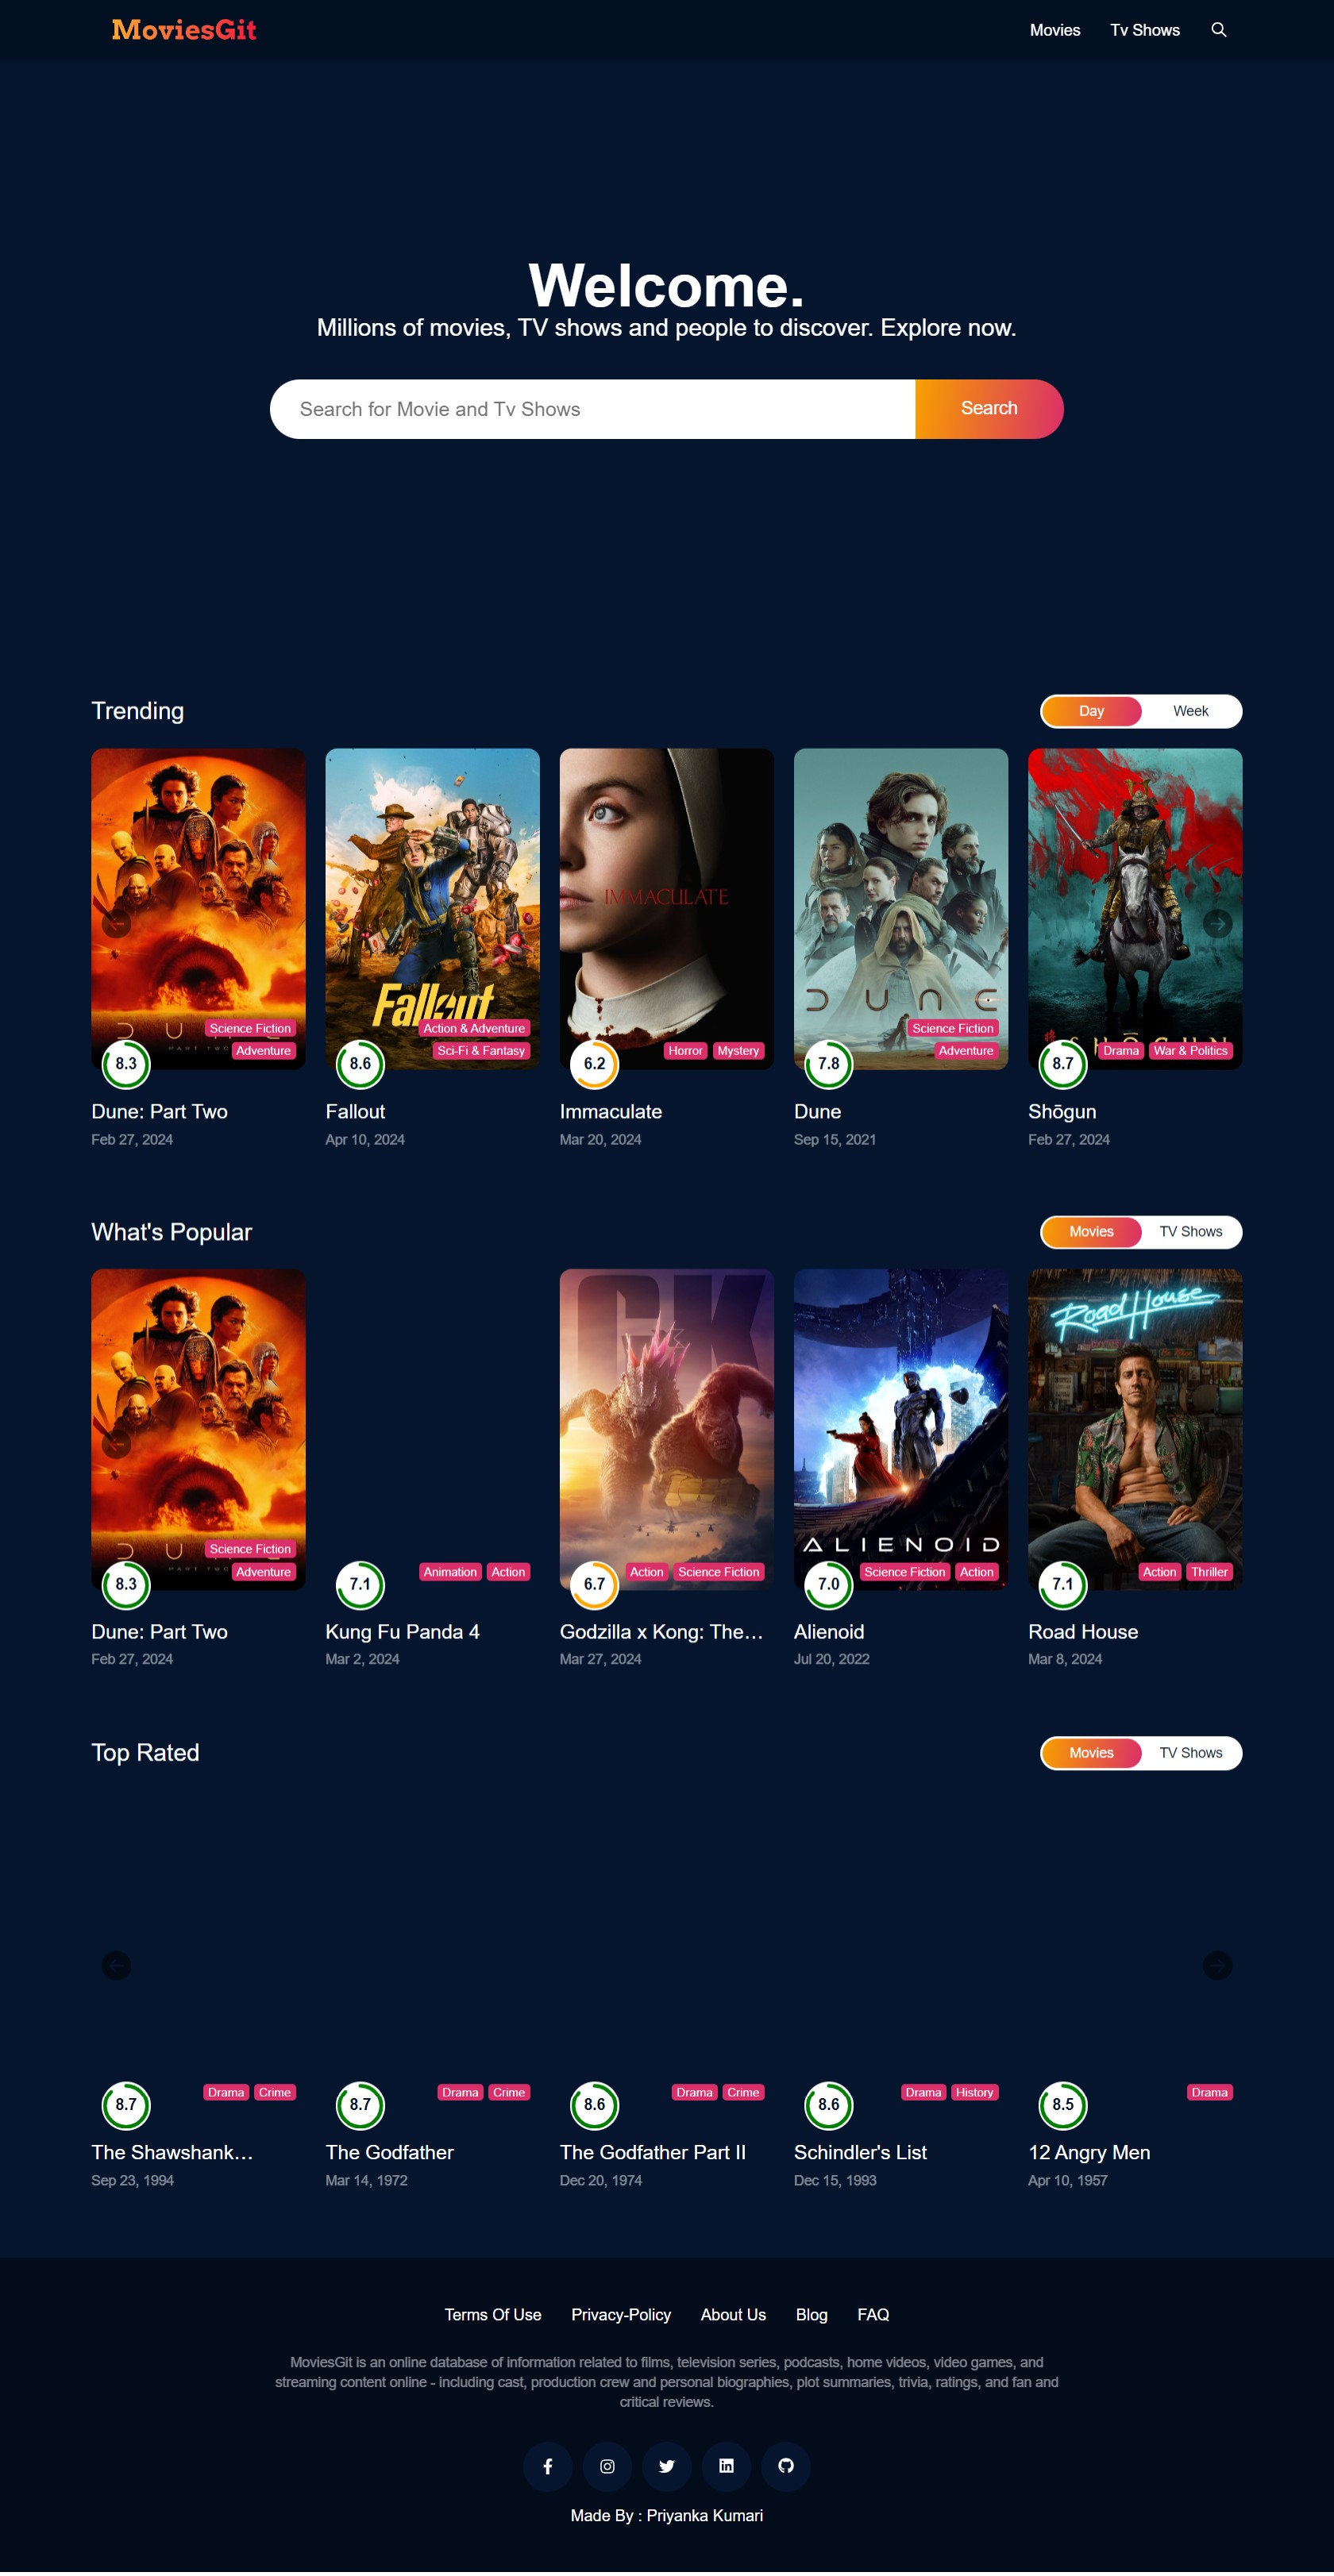 MoviesGit
Movies Tv Shows
Welcome.
Millions of movies, TV shows and people to discover. Explore now.
Search for Movie and Tv Shows Search
Trending Day Week
IMMACULATE
DUNE
Fallout
Science Fiction Action & Adventure Science Fiction
PART TWO
Adventure Sci-Fi & Fantasy Horror Mystery Adventure Drama War & Politics
8.3 8.6 6.2 7.8 8.7
Dune: Part Two Fallout Immaculate Dune Shōgun
Feb 27, 2024 Apr 10, 2024 Mar 20, 2024 Sep 15, 2021 Feb 27, 2024
What's Popular Movies TV Shows
GK
Road House
ALIENOID
Science Fiction
PART TWO
Adventure Animation Action Action Science Fiction Science Fiction Action Action Thriller
8.3 7.1 6.7 7.0 7.1
Dune: Part Two Kung Fu Panda 4 Godzilla x Kong: The... Alienoid Road House
Feb 27, 2024 Mar 2, 2024 Mar 27, 2024 Jul 20, 2022 Mar 8, 2024
Top Rated Movies TV Shows
Drama Crime Drama Crime Drama Crime Drama History Drama
8.7 8.7 8.6 8.6 8.5
The Shawshank... The Godfather The Godfather Part II Schindler's List 12 Angry Men
Sep 23, 1994 Mar 14, 1972 Dec 20, 1974 Dec 15, 1993 Apr 10, 1957
Terms Of Use Privacy-Policy About Us Blog FAQ
MoviesGit is an online database of information related to films, television series, podcasts, home videos, video games, and
streaming content online - including cast, production crew and personal biographies, plot summaries, trivia, ratings, and fan and
critical reviews.
Made By : Priyanka Kumari